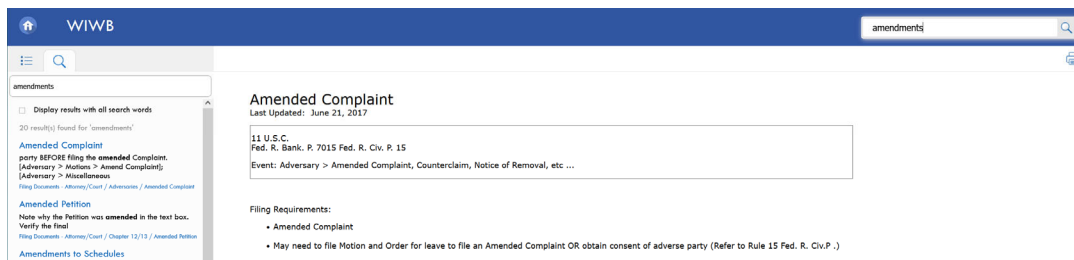 WIWB
amendments
amendments
Display results with all search words
20 result(s) found for 'amendments'
Amended Complaint
party BEFORE filing the amended Complaint.
[Adversary > Motions > Amend Complaint];
[Adversary > Miscellaneous
Filing Documents - Attorney/Court / Adversaries / Amended Complaint
Amended Petition
Note why the Petition was amended in the text box.
Verify the final
Filing Documents - Attorney/Court / Chapter 12/13 / Amended Petition
Amendments to Schedules
Amended Complaint
Last Updated: June 21, 2017
11 U.S.C.
Fed. R. Bank. P. 7015 Fed. R. Civ. P. 15
Event: Adversary > Amended Complaint, Counterclaim, Notice of Removal, etc ...
Filing Requirements:
• Amended Complaint
• May need to file Motion and Order for leave to file an Amended Complaint OR obtain consent of adverse party (Refer to Rule 15 Fed. R. Civ.P .)